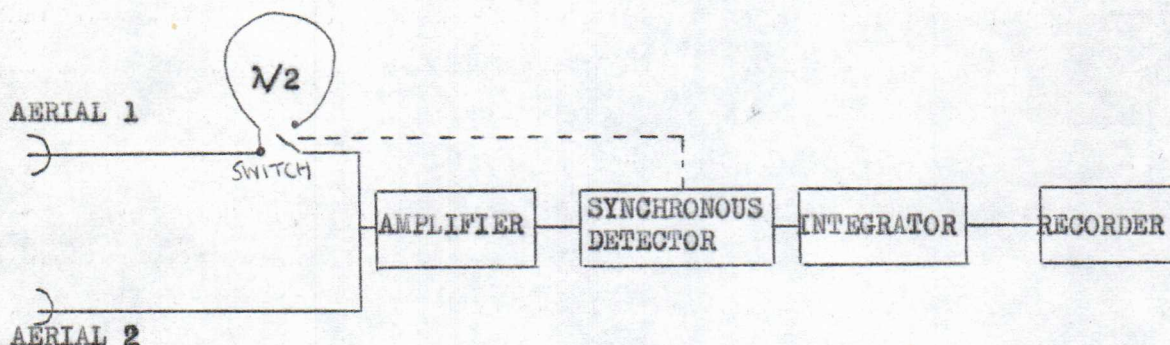 λ/2
AERIAL 1
SWITCH
AMPLIFIER
SYNCHRONOUS
DETECTOR
INTEGRATOR
RECORDER
AERIAL 2